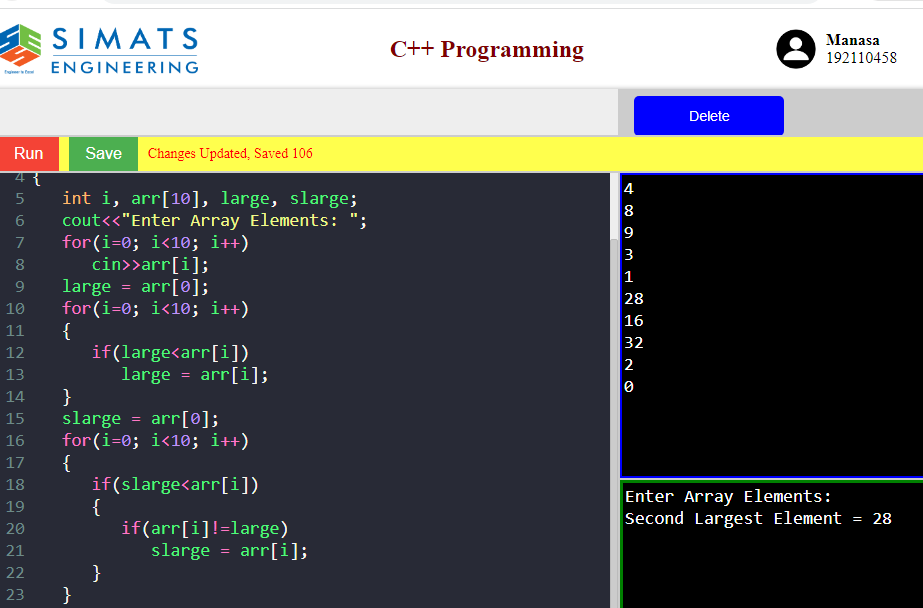 SIMATS
ENGINEERING
Engineer to Excel
C++ Programming
Manasa
192110458
Delete
Run
Save
Changes Updated, Saved 106
4 {
5 int i, arr[10], large, slarge;
6 cout<<"Enter Array Elements: ";
7 for(i=0; i<10; i++)
8 cin>>arr[i];
9 large = arr[0];
10 for(i=0; i<10; i++)
11 {
12 if(large<arr[i])
13 large = arr[i];
14 }
15 slarge = arr[0];
16 for(i=0; i<10; i++)
17 {
18 if(slarge<arr[i])
19 {
20 if(arr[i]!=large)
21 slarge = arr[i];
22 }
23 }
4
8
9
3
1
28
16
32
2
0
Enter Array Elements:
Second Largest Element = 28